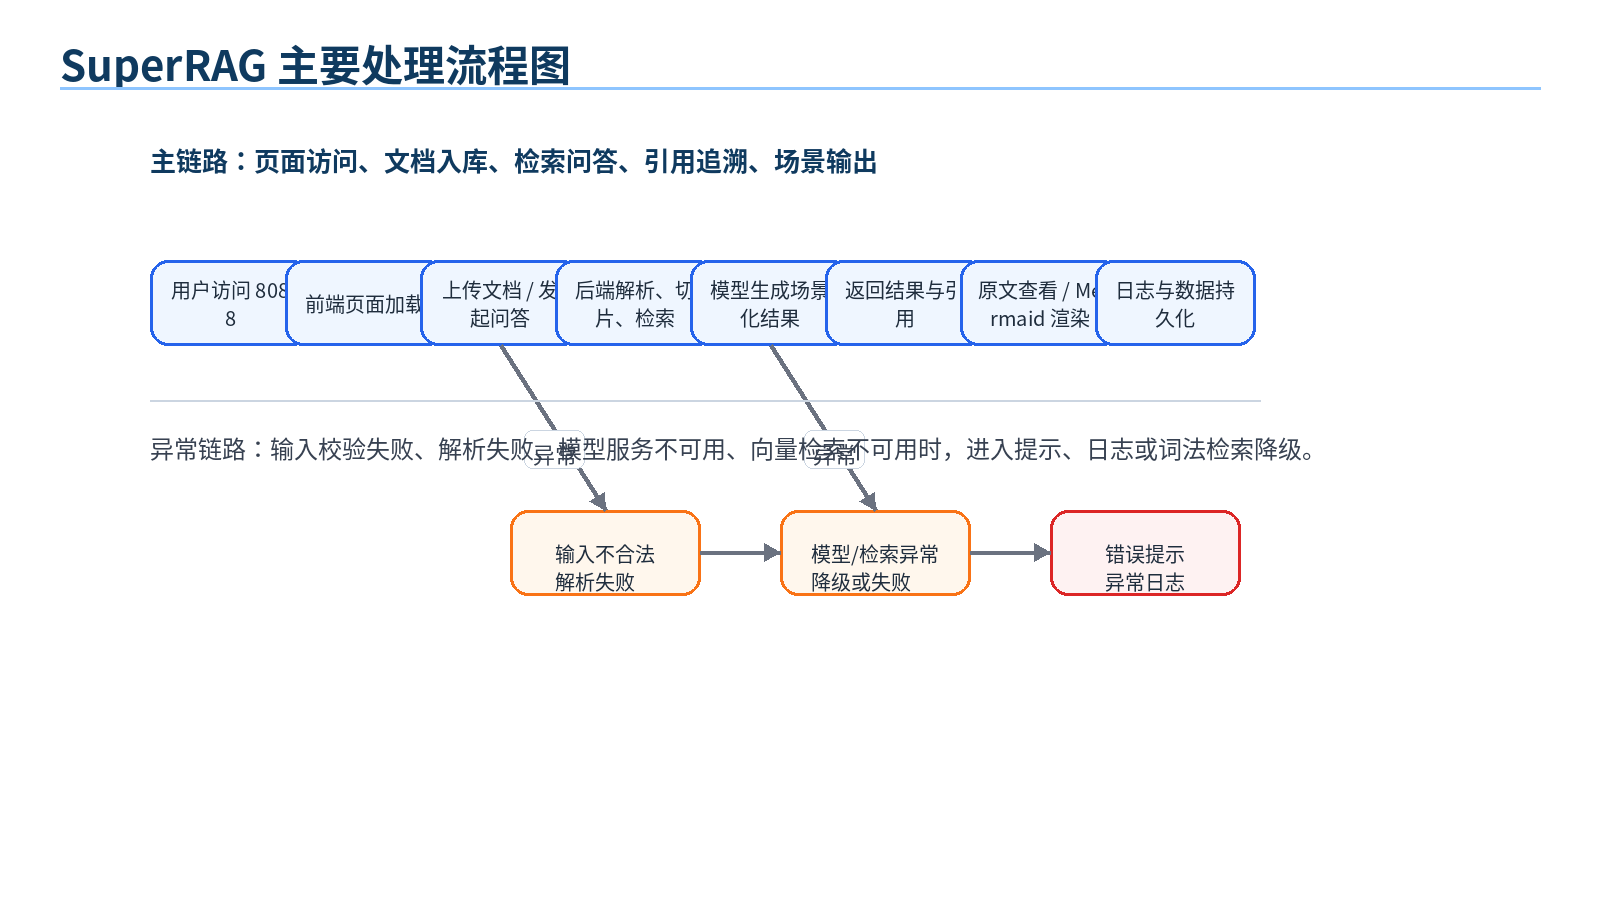 SuperRAG 主要处理流程图
主链路：页面访问、文档入库、检索问答、引用追溯、场景输出
用户访问 808
8
前端页面加载
上传文档 / 发
起问答
后端解析、切
片、检索
模型生成场景
化结果
返回结果与引
用
原文查看 / Me
rmaid 渲染
日志与数据持
久化
异常链路：输入校验失败、解析失败、模型服务不可用、向量检索不可用时，进入提示、日志或词法检索降级。
异常
异常
输入不合法
解析失败
模型/检索异常
降级或失败
错误提示
异常日志